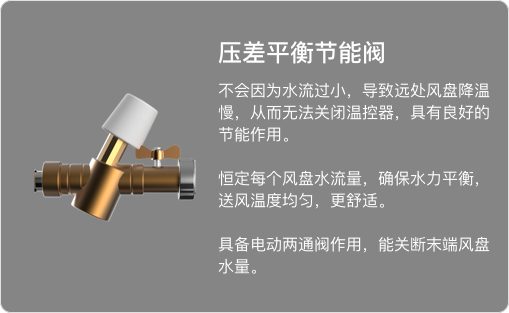 压差平衡节能阀
不会因为水流过小，导致远处风盘降温
慢，从而无法关闭温控器，具有良好的
节能作用。
恒定每个风盘水流量，确保水力平衡，
送风温度均匀，更舒适。
具备电动两通阀作用，能关断末端风盘
水量。